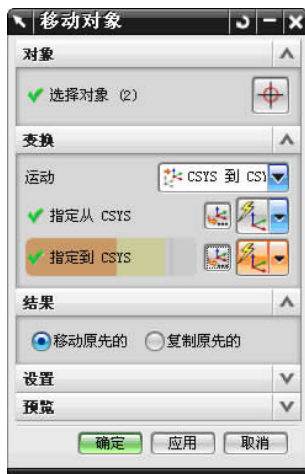 移动对象
对象
选择对象 (2)
变换
运动
CSYS 到 CSY
指定从 CSYS
指定到 CSYS
结果
移动原先的 复制原先的
设置
预览
确定 应用 取消